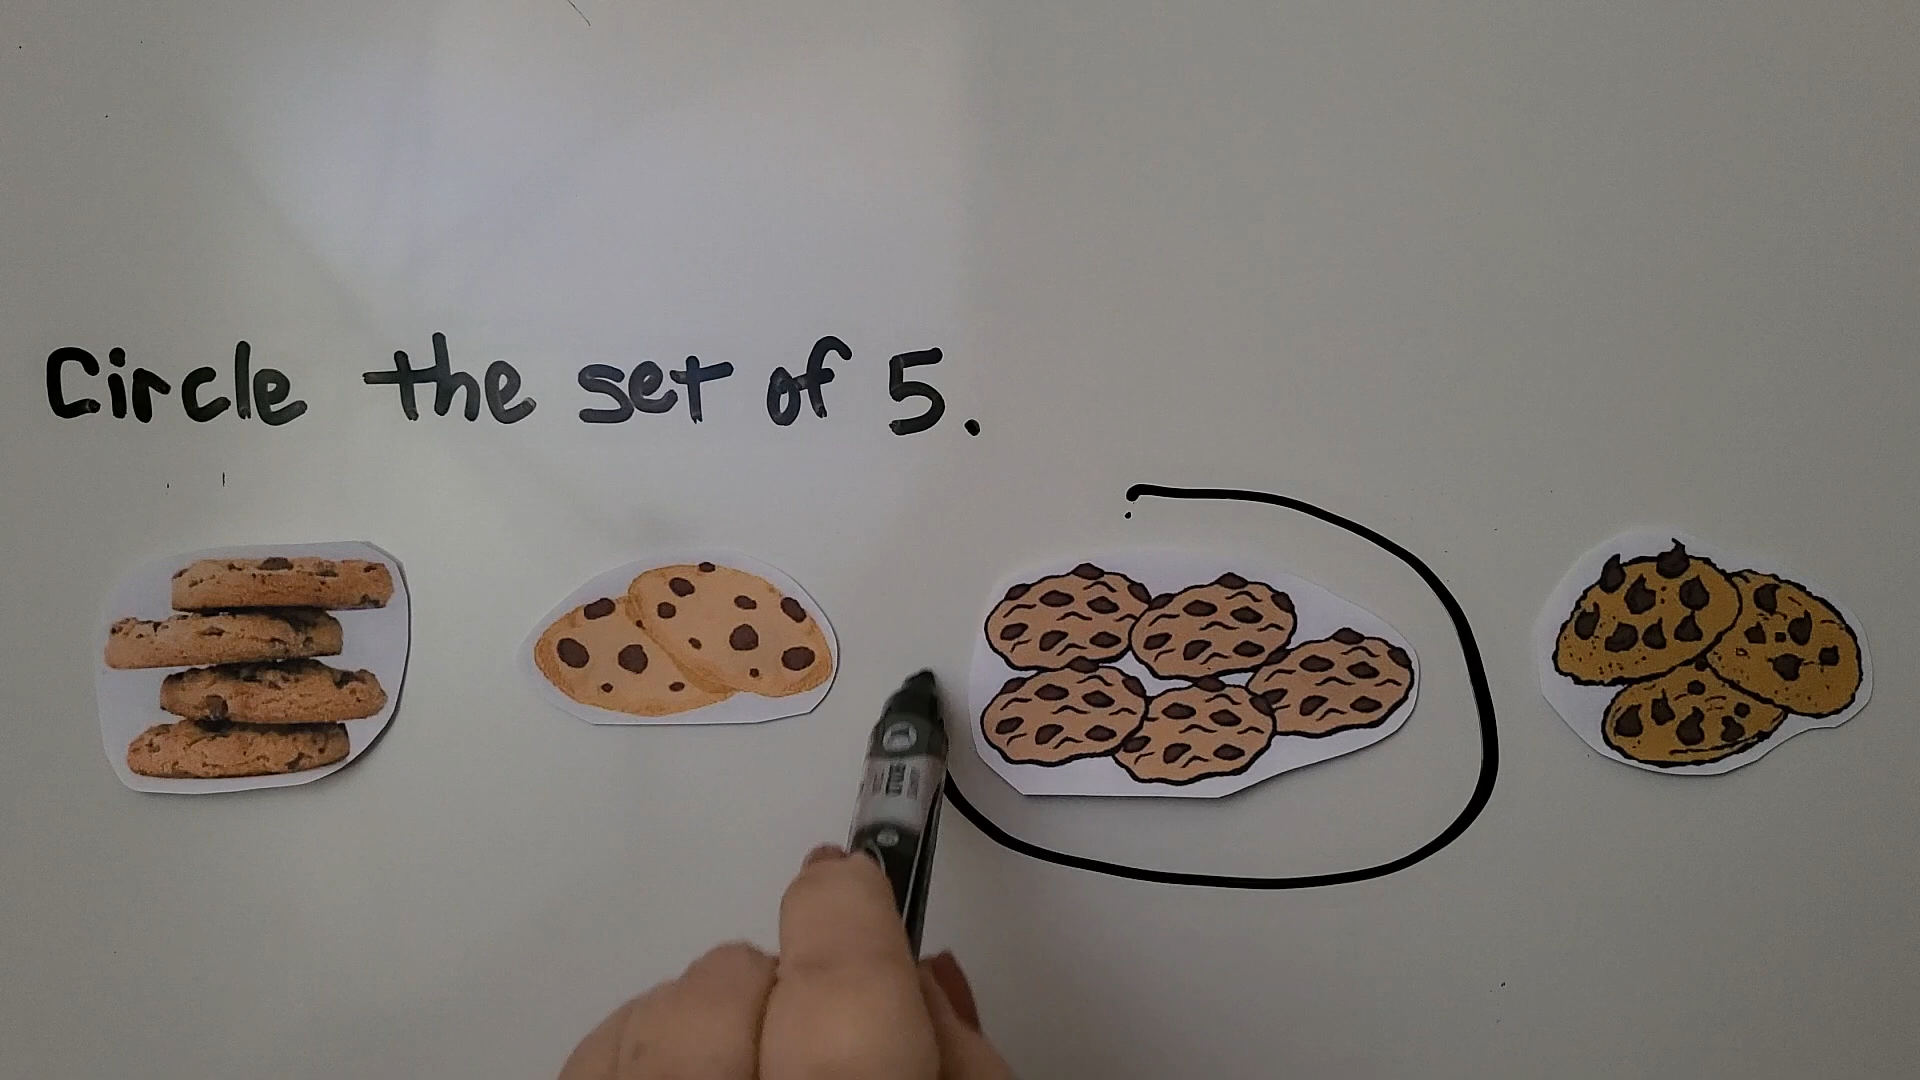 Circle the set of 5.